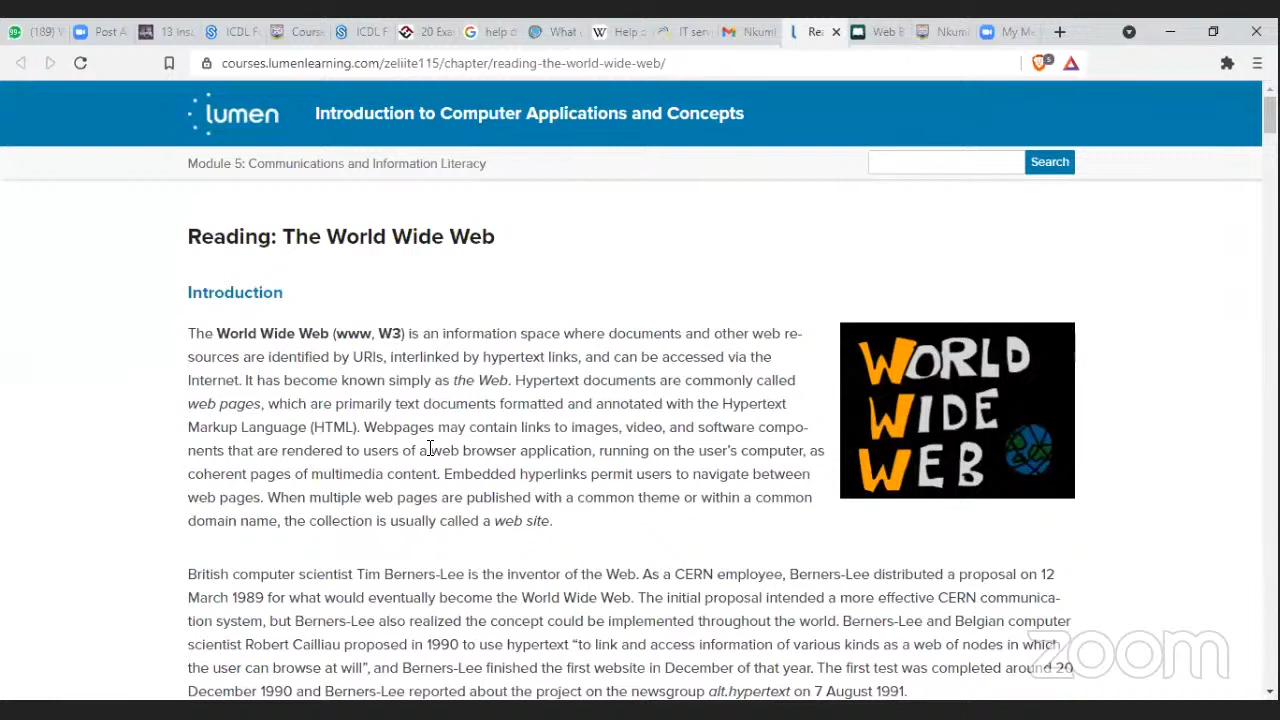 (189) V
Post A
13 Insu
ICDL F
Course
ICDL F
20 Exa
help d
What
Help
IT serv
Nkumi
Rea
Web B
Nkumi
My Me
courses.lumenlearning.com/zeliite115/chapter/reading-the-world-wide-web/
lumen
Introduction to Computer Applications and Concepts
Module 5: Communications and Information Literacy
Search
Reading: The World Wide Web
Introduction
The World Wide Web (www, W3) is an information space where documents and other web re-
sources are identified by URIs, interlinked by hypertext links, and can be accessed via the
Internet. It has become known simply as the Web. Hypertext documents are commonly called
web pages, which are primarily text documents formatted and annotated with the Hypertext
Markup Language (HTML). Webpages may contain links to images, video, and software compo-
nents that are rendered to users of a web browser application, running on the user's computer, as
coherent pages of multimedia content. Embedded hyperlinks permit users to navigate between
web pages. When multiple web pages are published with a common theme or within a common
domain name, the collection is usually called a web site.
WORLD
WIDE
WEB
British computer scientist Tim Berners-Lee is the inventor of the Web. As a CERN employee, Berners-Lee distributed a proposal on 12
March 1989 for what would eventually become the World Wide Web. The initial proposal intended a more effective CERN communica-
tion system, but Berners-Lee also realized the concept could be implemented throughout the world. Berners-Lee and Belgian computer
scientist Robert Cailliau proposed in 1990 to use hypertext “to link and access information of various kinds as a web of nodes in which
the user can browse at will”, and Berners-Lee finished the first website in December of that year. The first test was completed around 20
December 1990 and Berners-Lee reported about the project on the newsgroup alt.hypertext on 7 August 1991.
zoom